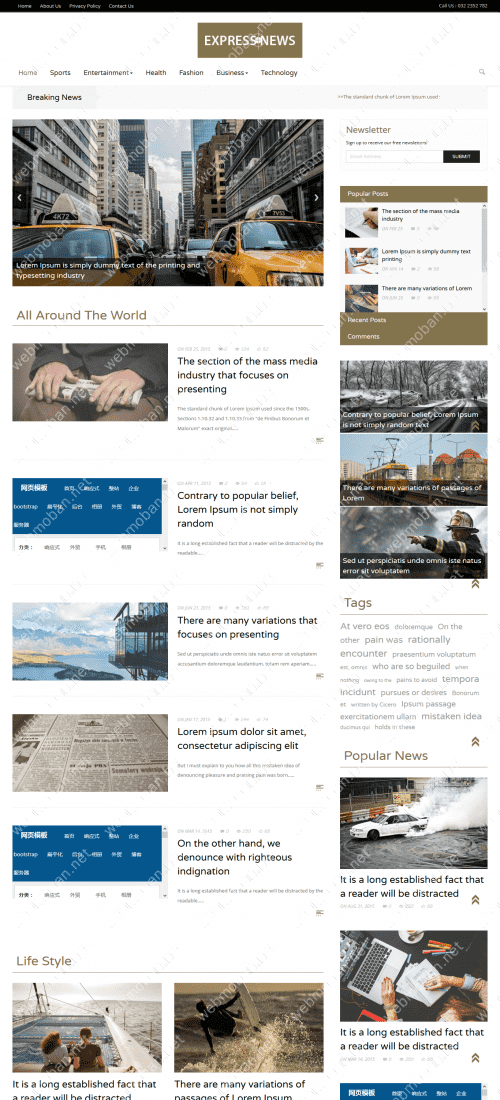 Home About Us Privacy Policy Contact Us
Call Us : 032 2352 782
EXPRESS NEWS
Home Sports Entertainment Health Fashion Business Technology
Breaking News
>>The standard chunk of Lorem Ipsum used
4K72
7V53
Lorem Ipsum is simply dummy text of the printing and
typesetting industry
Newsletter
Sign up to receive our free newsletters!
SUBMIT
Popular Posts
The section of the mass media
industry
Lorem Ipsum is simply dummy text
printing
There are many variations of Lorem
Recent Posts
Comments
All Around The World
ON FEB 25, 2015
The section of the mass media
industry that focuses on
presenting
The standard chunk of Lorem Ipsum used since the 1500s.
Sections 1.10.32 and 1.10.33 from "de Finibus Bonorum et
Malorum" exact original.....
网页模板 首页 响应式 整站 企业
bootstrap 扁平化 后台 相册 外贸 博客
服务器
分类： 响应式 外贸 手机 相册
Contrary to popular belief,
Lorem Ipsum is not simply
random
It is a long established fact that a reader will be distracted by the
readable.....
There are many variations that
focuses on presenting
Sed ut perspiciatis unde omnis iste natus error sit voluptatem
accusantium doloremque laudantium, totam rem aperiam.....
Lorem ipsum dolor sit amet,
consectetur adipiscing elit
But I must explain to you how all this mistaken idea of
denouncing pleasure and praising pain was born.....
网页模板 首页 响应式 整站 企业
bootstrap 扁平化 后台 相册 外贸 博客
服务器
分类： 响应式 外贸 手机 相册
On the other hand, we
denounce with righteous
indignation
It is a long established fact that a reader will be distracted by the
readable.....
Contrary to popular belief, Lorem Ipsum
is not simply random text
There are many variations of passages of
Lorem
Sed ut perspiciatis unde omnis iste natus
error sit voluptatem
Tags
At vero eos doloremque On the
other pain was rationally
encounter praesentium voluptatum
est, omnis who are so beguiled when
nothing owing to the pains to avoid tempora
incidunt pursues or desires Bonorum
et written by Cicero Ipsum passage
exercitationem ullam mistaken idea
ducimus qui holds in these
Popular News
It is a long established fact that
a reader will be distracted
It is a long established fact that
a reader will be distracted
网页模板 首页 响应式 整站 企业
Life Style
It is a long established fact that
a reader will be distracted
There are many variations of
passages of Lorem Ipsum
webmoban.net